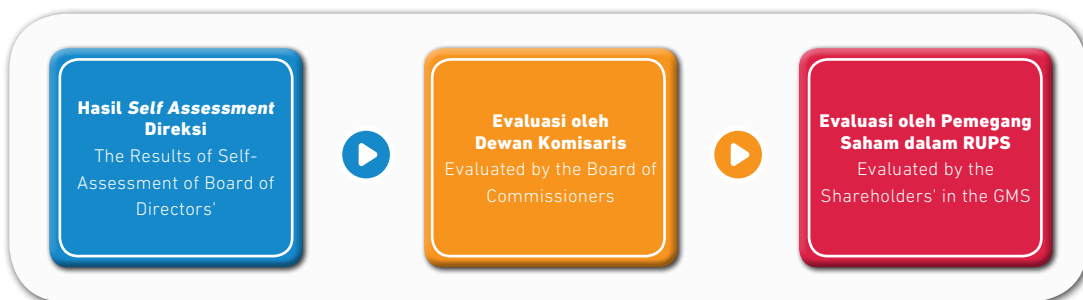 Hasil Self Assessment
Direksi
The Results of Self-
Assessment of Board of
Directors'
Evaluasi oleh
Dewan Komisaris
Evaluated by the Board of
Commissioners
Evaluasi oleh Pemegang
Saham dalam RUPS
Evaluated by the
Shareholders' in the GMS